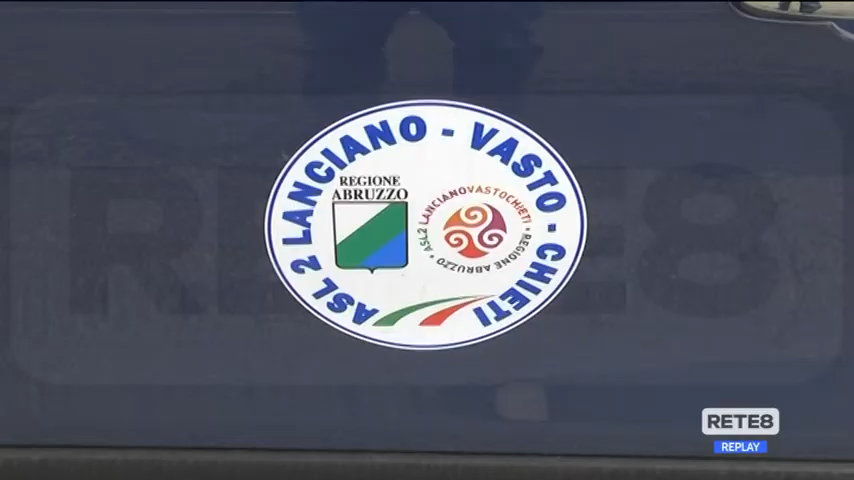 ASL 2 LANCIANO - VASTO - CHIETI
REGIONE
ABRUZZO
ASL2 LANCIANOVASTOCHIETI • REGIONE ABRUZZO •
RETE8
RETE8
REPLAY